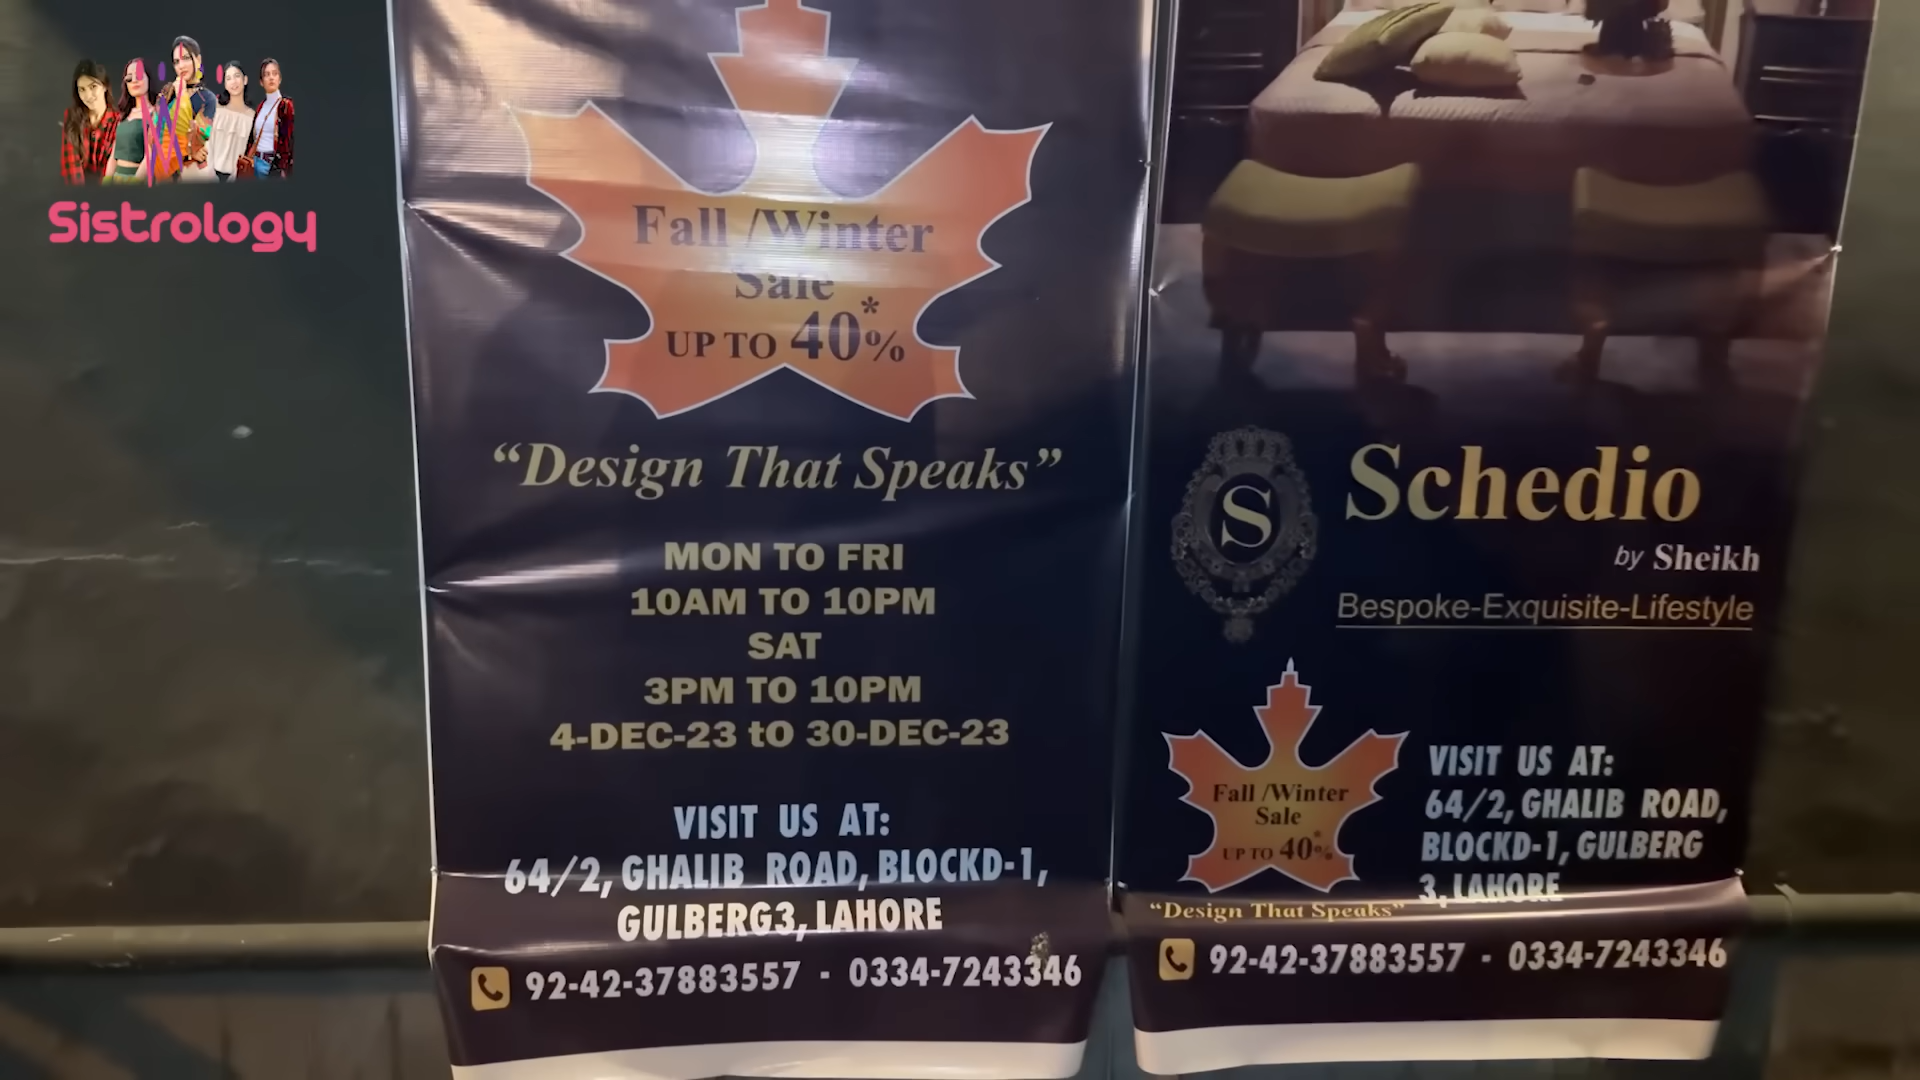 Sistrology
Fall /Winter
Sale
UP TO 40*%
“Design That Speaks”
MON TO FRI
10AM TO 10PM
SAT
3PM TO 10PM
4-DEC-23 tO 30-DEC-23
VISIT US AT:
64/2, GHALIB ROAD, BLOCKD-1,
GULBERG3, LAHORE
92-42-37883557 - 0334-7243346
S
Schedio
by Sheikh
Bespoke-Exquisite-Lifestyle
Fall /Winter
Sale
UP TO 40*%
VISIT US AT:
64/2, GHALIB ROAD,
BLOCKD-1, GULBERG
3, LAHORE
“Design That Speaks”
92-42-37883557 - 0334-7243346